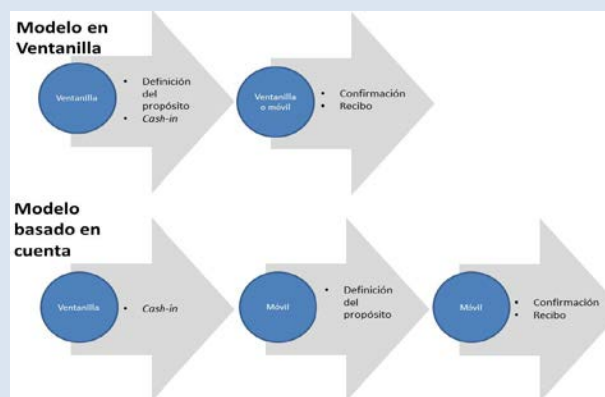 Modelo en
Ventanilla
Ventanilla
• Definición
del
propósito
• Cash-in
Ventanilla
o móvil
• Confirmación
• Recibo
Modelo
basado en
cuenta
Ventanilla
• Cash-in
Móvil
• Definición
del
propósito
Móvil
• Confirmación
• Recibo